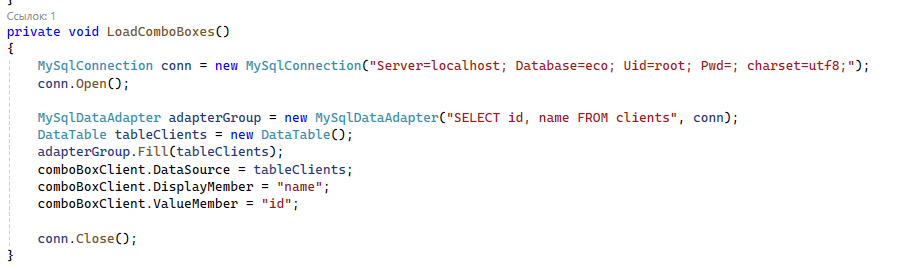 }
Ссылок: 1
private void LoadComboBoxes()
{
MySqlConnection conn = new MySqlConnection("Server=localhost; Database=eco; Uid=root; Pwd=; charset=utf8;");
conn.Open();
MySqlDataAdapter adapterGroup = new MySqlDataAdapter("SELECT id, name FROM clients", conn);
DataTable tableClients = new DataTable();
adapterGroup.Fill(tableClients);
comboBoxClient.DataSource = tableClients;
comboBoxClient.DisplayMember = "name";
comboBoxClient.ValueMember = "id";
conn.Close();
}